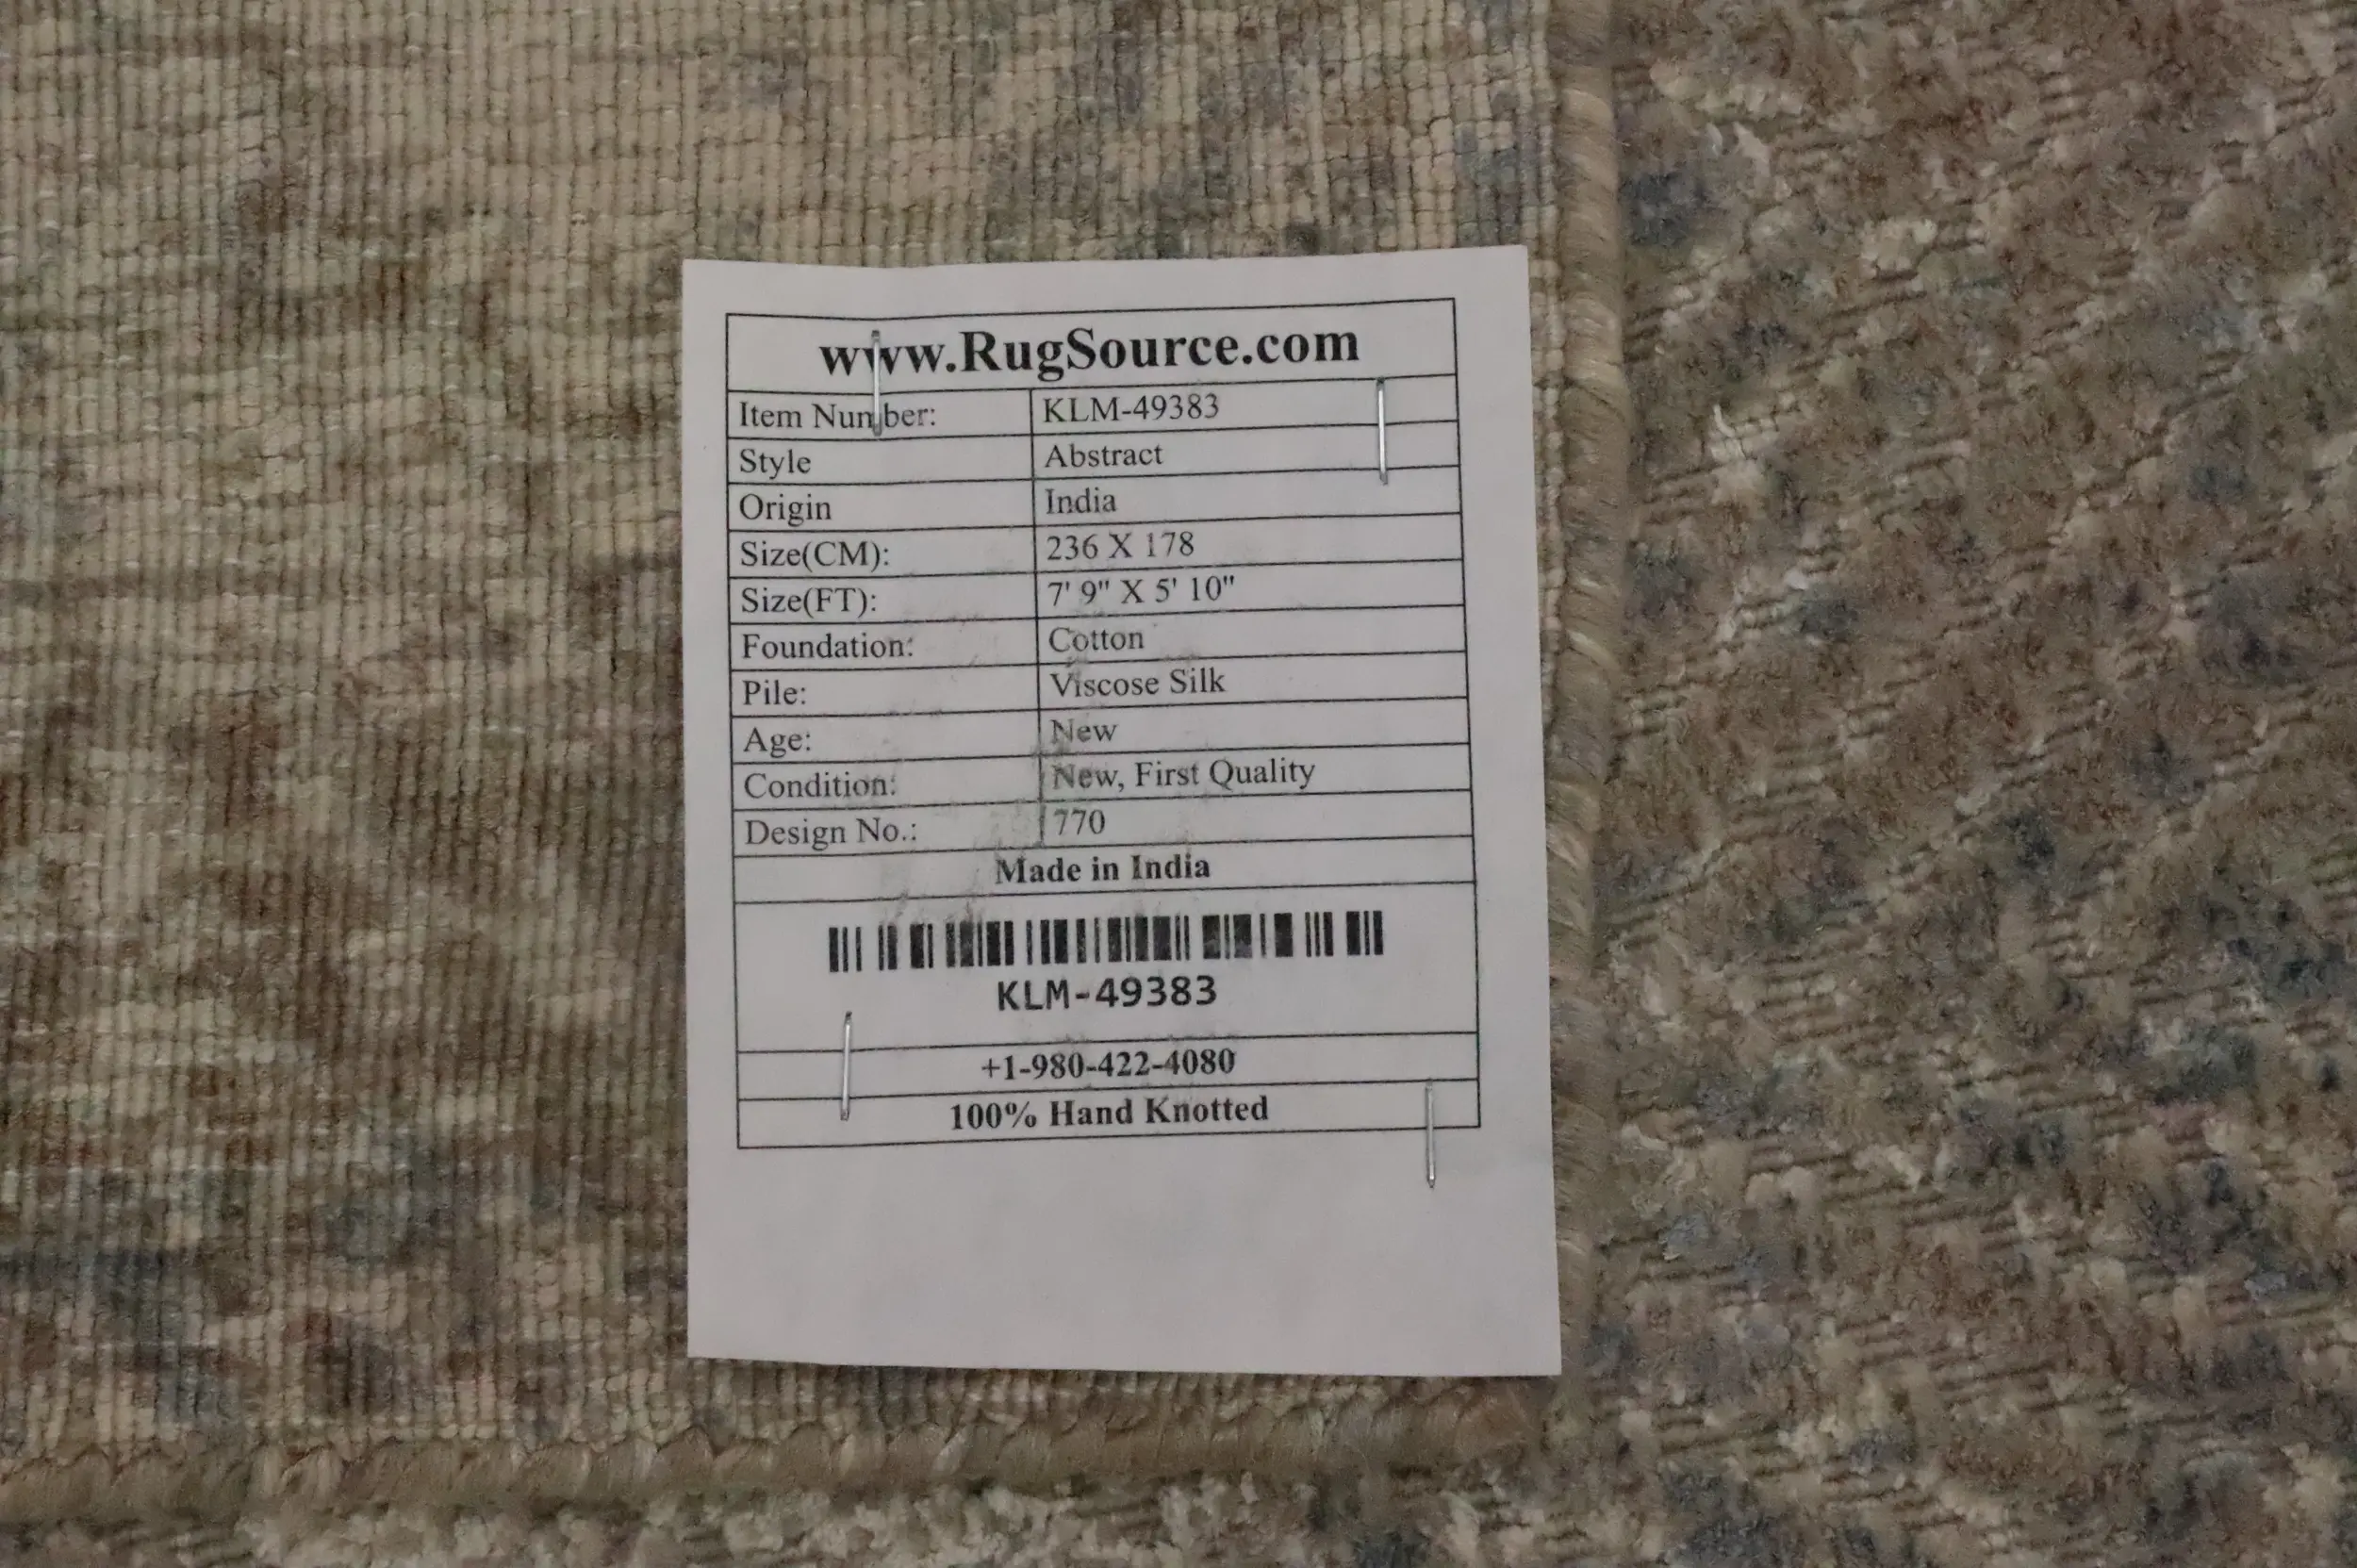 www.RugSource.com
Item Number: KLM-49383
Style Abstract
Origin India
Size(CM): 236 X 178
Size(FT): 7' 9" X 5' 10"
Foundation: Cotton
Pile: Viscose Silk
Age: New
Condition: New, First Quality
Design No.: 770
Made in India
KLM-49383
+1-980-422-4080
100% Hand Knotted